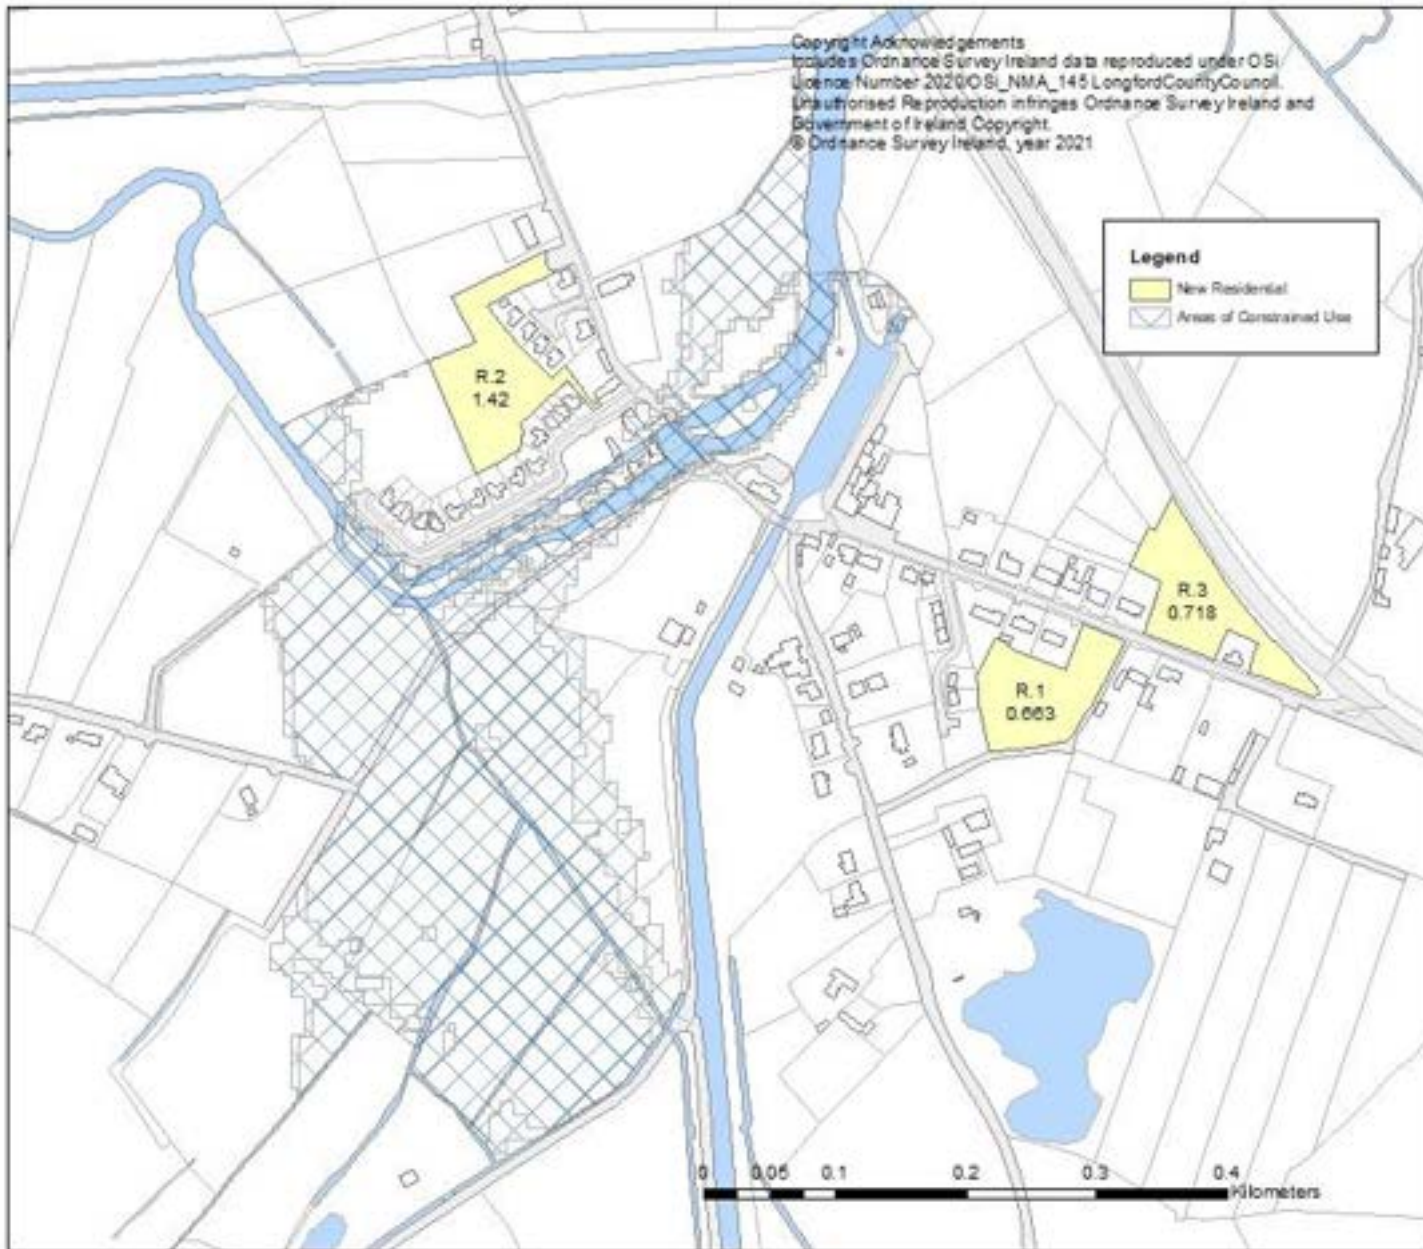 Copyright Acknowledgements
Includes Ordnance Survey Ireland data reproduced under OSi
Licence Number 2020/OSi_NMA_145 LongfordCountyCouncil.
Unauthorised Reproduction infringes Ordnance Survey Ireland and
Government of Ireland Copyright.
© Ordnance Survey Ireland, year 2021
Legend
New Residential
Areas of Constrained Use
R.2
1.42
R.3
0.718
R.1
0.663
0 0.05 0.1 0.2 0.3 0.4
Kilometers